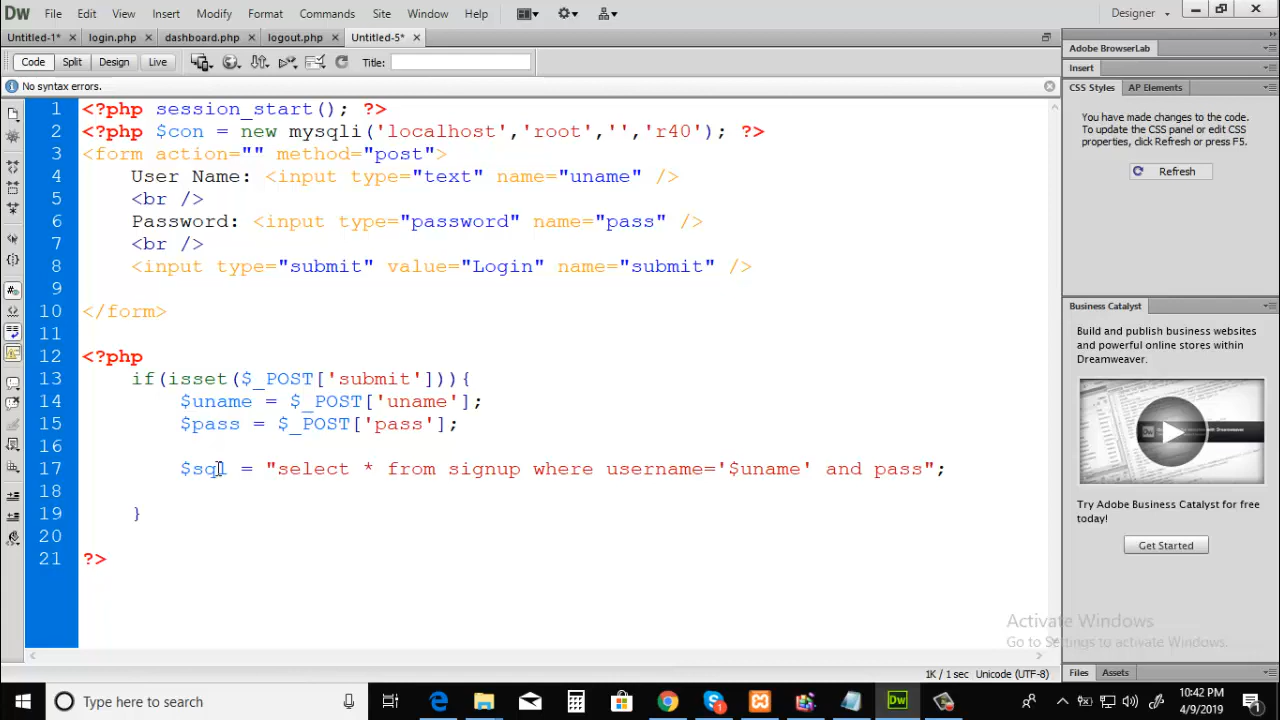 DW File Edit View Insert Modify Format Commands Site Window Help Designer
Untitled-1* × login.php × dashboard.php × logout.php × Untitled-5* ×
Code Split Design Live Title:
No syntax errors.
1 <?php session_start(); ?>
2 <?php $con = new mysqli('localhost','root','','r40'); ?>
3 <form action="" method="post">
4 User Name: <input type="text" name="uname" />
5 <br />
6 Password: <input type="password" name="pass" />
7 <br />
8 <input type="submit" value="Login" name="submit" />
9
10 </form>
11
12 <?php
13 if(isset($_POST['submit'])){
14 $uname = $_POST['uname'];
15 $pass = $_POST['pass'];
16
17 $sql = "select * from signup where username='$uname' and pass";
18
19 }
20
21 ?>
Adobe BrowserLab
Insert
CSS Styles AP Elements
You have made changes to the code.
To update the CSS panel or edit CSS
properties, click Refresh or press F5.
Refresh
Business Catalyst
Build and publish business websites
and powerful online stores within
Dreamweaver.
Try Adobe Business Catalyst for free
today!
Get Started
Activate Windows
Go to Settings to activate Windows.
Files Assets
1K / 1 sec Unicode (UTF-8)
Type here to search
Dw
10:42 PM
4/9/2019